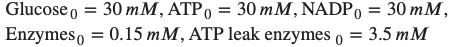 Glucose₀ = 30 mM, ATP₀ = 30 mM, NADP₀ = 30 mM,
Enzymes₀ = 0.15 mM, ATP leak enzymes ₀ = 3.5 mM